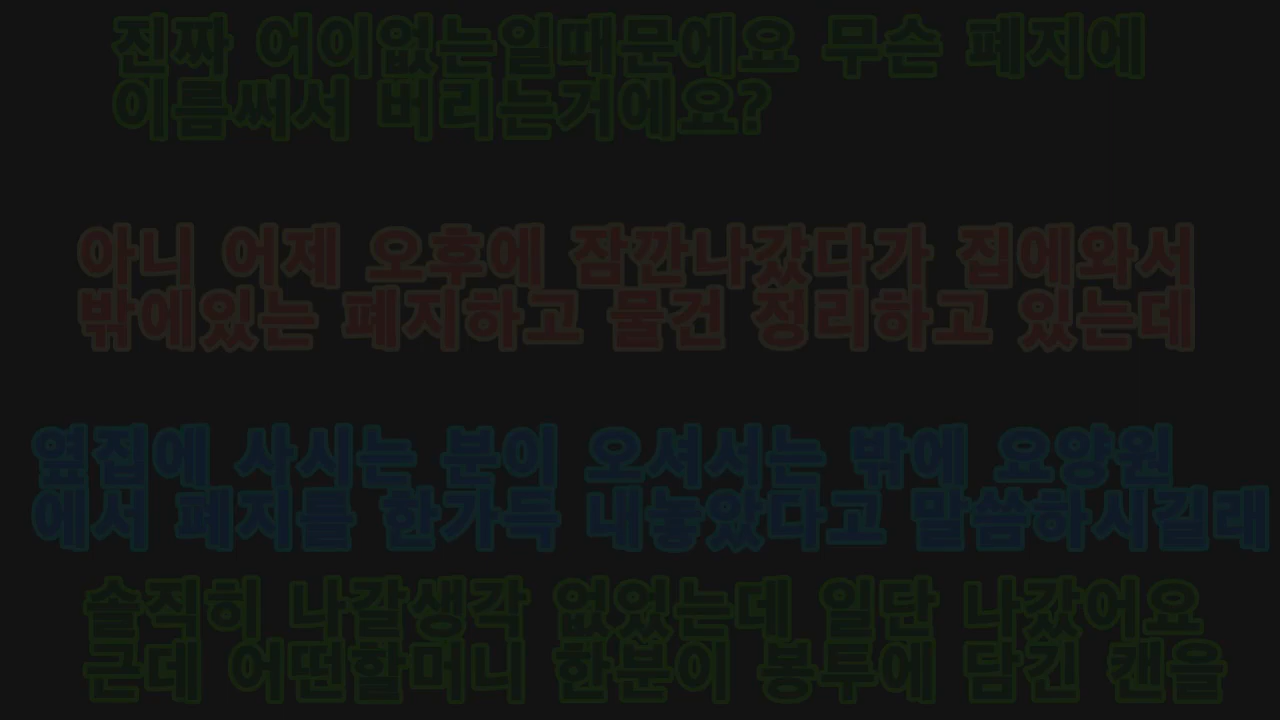 진짜 어이없는일때문에요 무슨 폐지에
이름써서 버리는거에요?
아니 어제 오후에 잠깐나갔다가 집에와서
밖에있는 폐지하고 물건 정리하고 있는데
옆집에 사시는 분이 오셔서는 밖에 요양원
에서 폐지를 한가득 내놓았다고 말씀하시길래
솔직히 나갈생각 없었는데 일단 나갔어요
근데 어떤할머니 한분이 봉투에 담긴 캔을